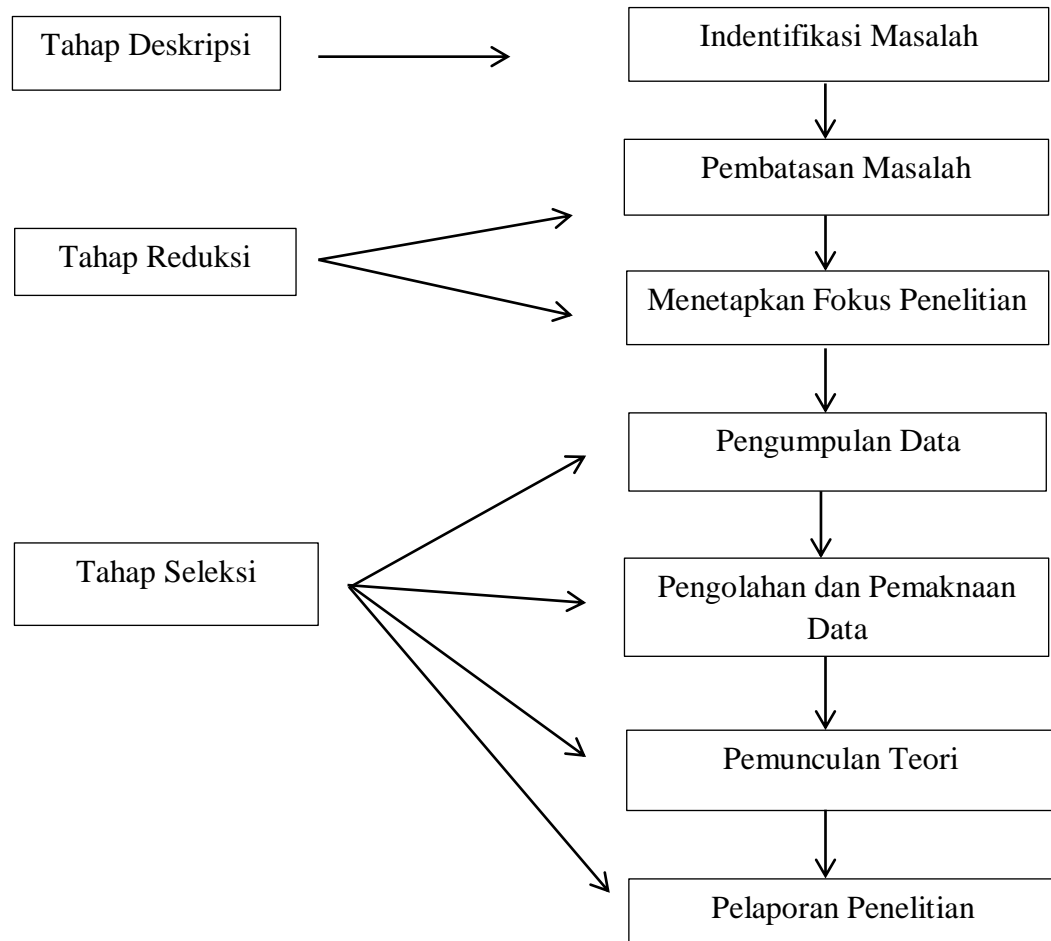 Tahap Deskripsi
Indentifikasi Masalah
Pembatasan Masalah
Tahap Reduksi
Menetapkan Fokus Penelitian
Pengumpulan Data
Tahap Seleksi
Pengolahan dan Pemaknaan
Data
Pemunculan Teori
Pelaporan Penelitian